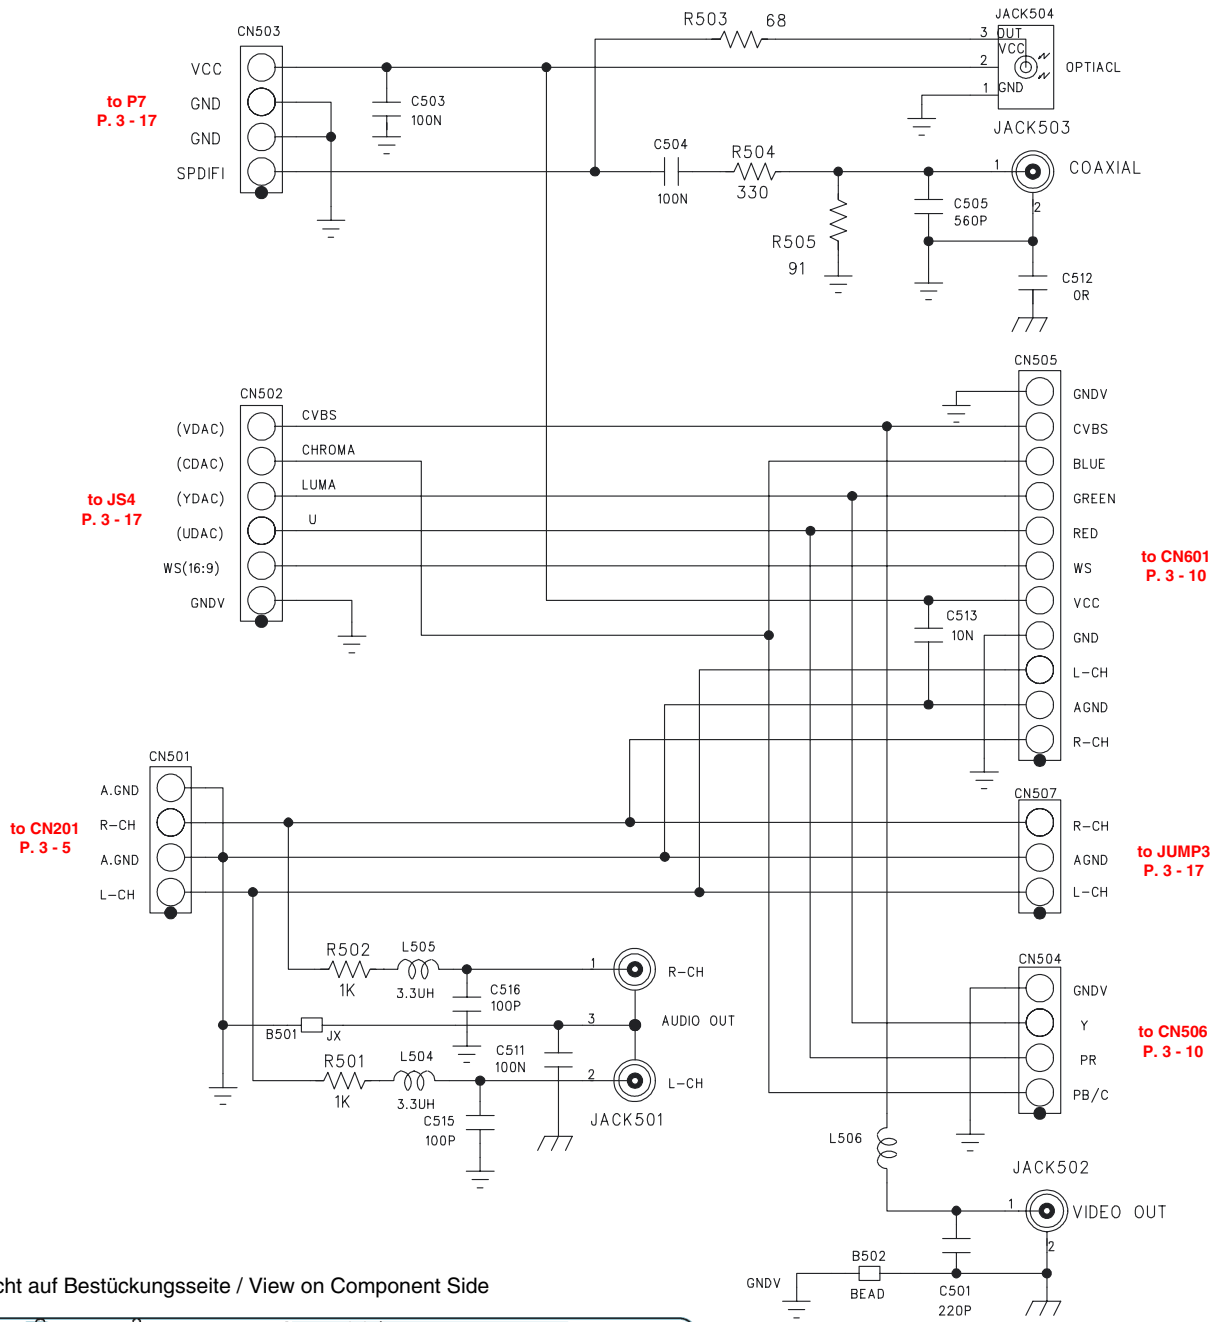 R503 68
JACK504
3 OUT
VCC
2
1 GND
OPTIACL
CN503
VCC
GND
GND
SPDIFI
to P7
P. 3 - 17
C503
100N
C504
100N
R504
330
JACK503
1
COAXIAL
2
R505
91
C505
560P
C512
0R
CN502
(VDAC)
(CDAC)
(YDAC)
(UDAC)
WS(16:9)
GNDV
CVBS
CHROMA
LUMA
U
to JS4
P. 3 - 17
CN505
GNDV
CVBS
BLUE
GREEN
RED
WS
VCC
GND
L-CH
AGND
R-CH
to CN601
P. 3 - 10
C513
10N
CN501
A.GND
R-CH
A.GND
L-CH
to CN201
P. 3 - 5
CN507
R-CH
AGND
L-CH
to JUMP3
P. 3 - 17
R502
1K
L505
3.3UH
C516
100P
1
R-CH
B501
JX
3
AUDIO OUT
R501
1K
L504
3.3UH
C511
100N
2
L-CH
C515
100P
JACK501
CN504
GNDV
Y
PR
PB/C
to CN506
P. 3 - 10
L506
JACK502
1
VIDEO OUT
2
B502
BEAD
GNDV
C501
220P
cht auf Bestückungsseite / View on Component Side